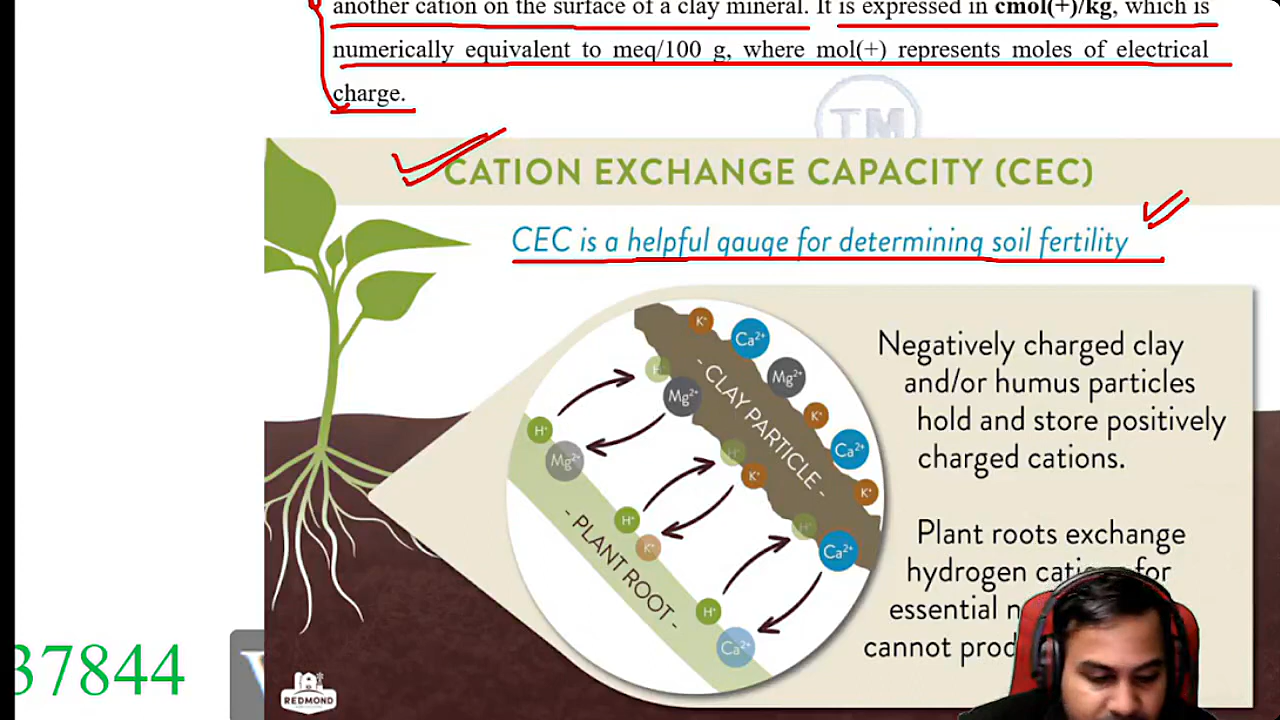 another cation on the surface of a clay mineral. It is expressed in cmol(+)/kg, which is
numerically equivalent to meq/100 g, where mol(+) represents moles of electrical
charge.
TM
CATION EXCHANGE CAPACITY (CEC)
CEC is a helpful gauge for determining soil fertility
K⁺
Ca²⁺
Mg²⁺
K⁺
Ca²⁺
K⁺
- CLAY PARTICLE -
H⁺
Mg²⁺
H⁺
K⁺
H⁺
Ca²⁺
H⁺
Mg²⁺
H⁺
K⁺
H⁺
Ca²⁺
- PLANT ROOT -
Negatively charged clay
and/or humus particles
hold and store positively
charged cations.
Plant roots exchange
hydrogen for
essential
cannot
37844
REDMOND